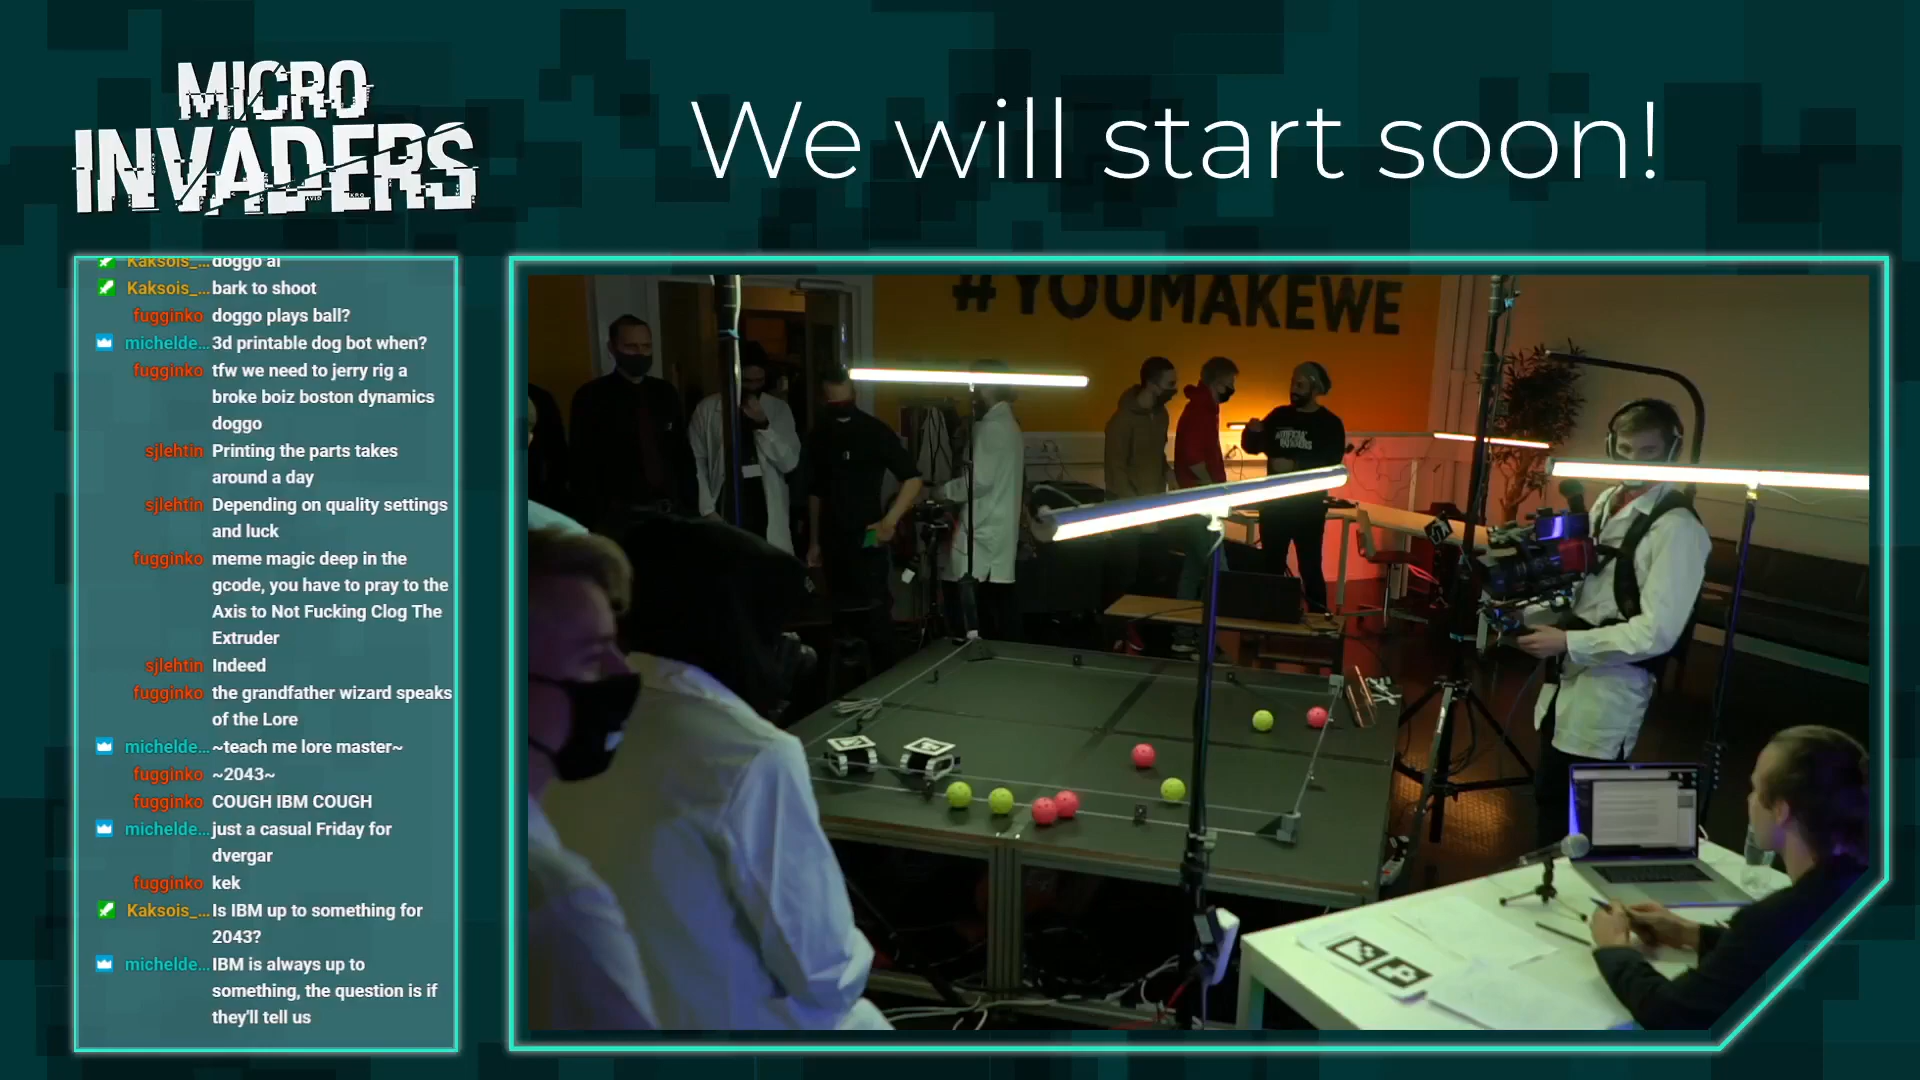 MICRO
INVADERS
We will start soon!
Kaksois_... doggo ai
Kaksois_... bark to shoot
fugginko doggo plays ball?
michelde... 3d printable dog bot when?
fugginko tfw we need to jerry rig a
broke boiz boston dynamics
doggo
sjlehtin Printing the parts takes
around a day
sjlehtin Depending on quality settings
and luck
fugginko meme magic deep in the
gcode, you have to pray to the
Axis to Not Fucking Clog The
Extruder
sjlehtin Indeed
fugginko the grandfather wizard speaks
of the Lore
michelde... ~teach me lore master~
fugginko ~2043~
fugginko COUGH IBM COUGH
michelde... just a casual Friday for
dvergar
fugginko kek
Kaksois_... Is IBM up to something for
2043?
michelde... IBM is always up to
something, the question is if
they'll tell us
#YOUMAKEWE
INVADERS